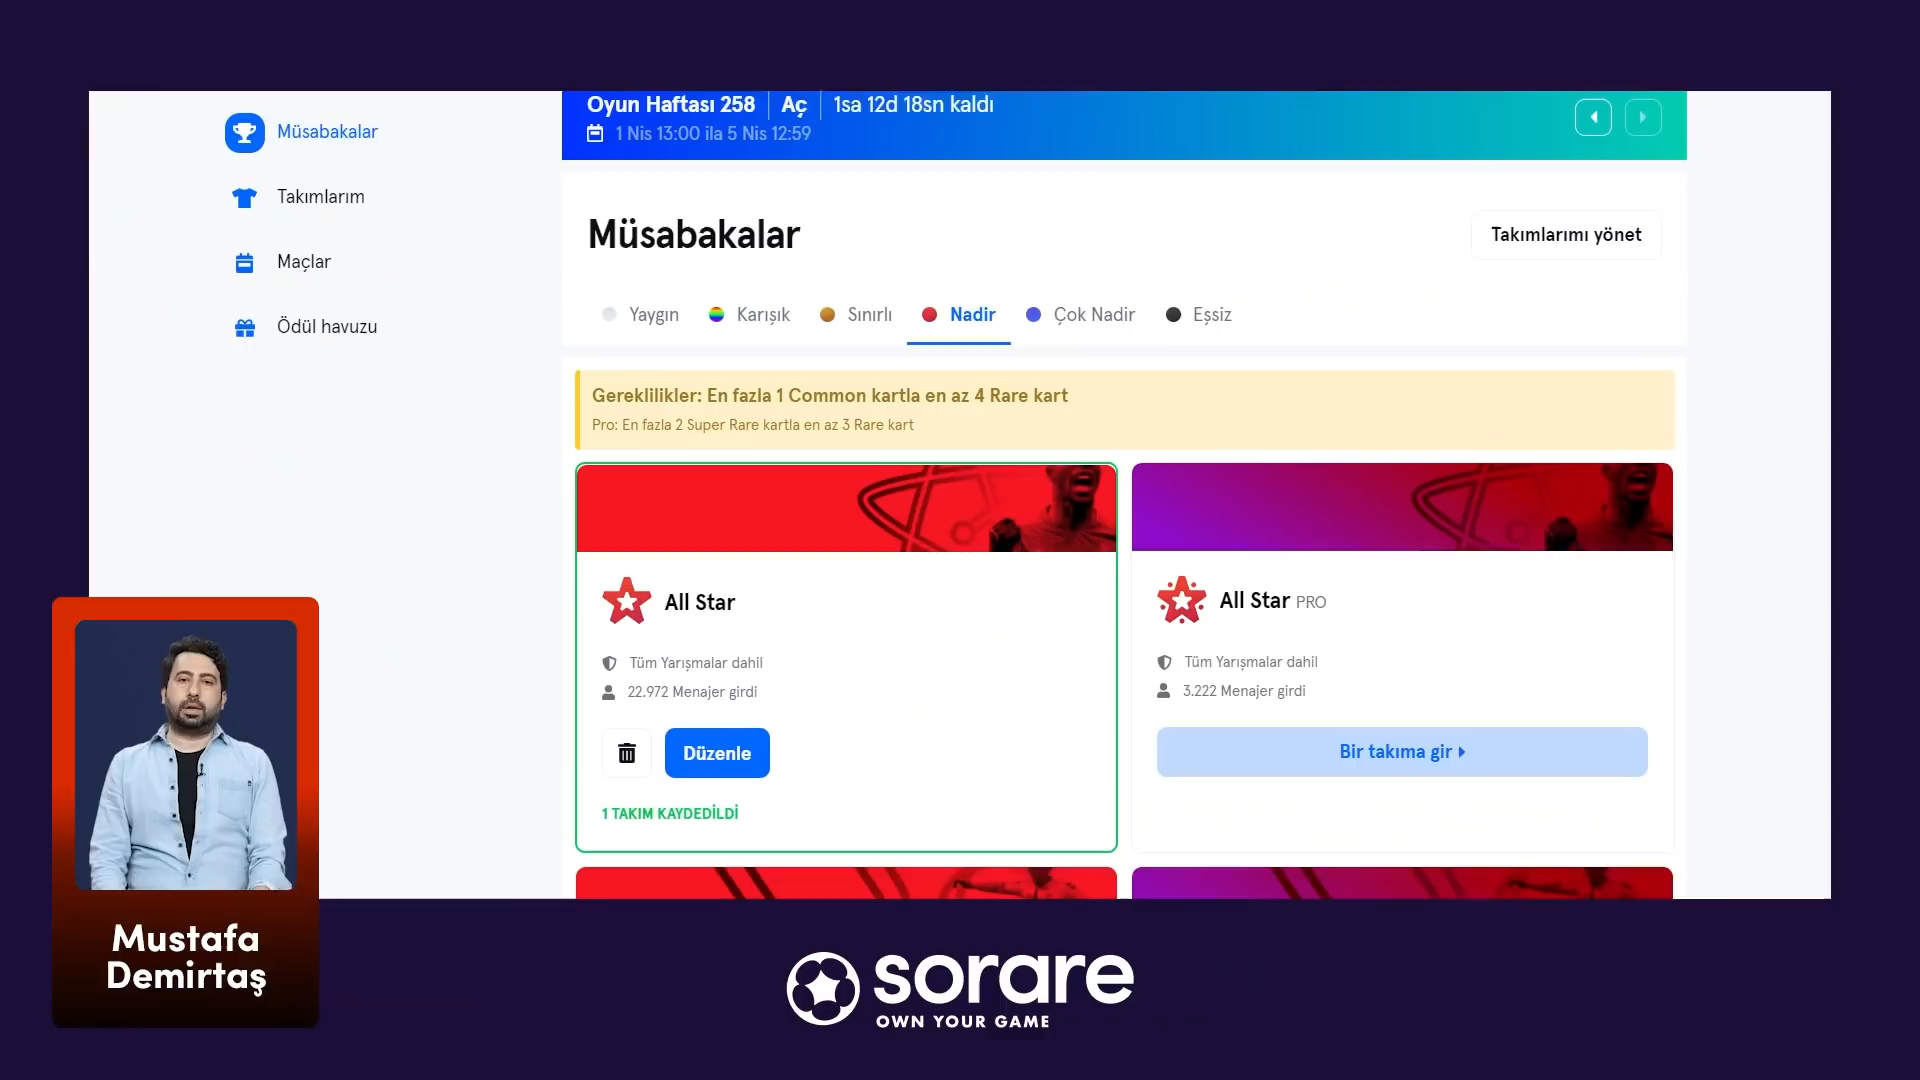 Oyun Haftası 258 | Aç | 1sa 12d 18sn kaldı
1 Nis 13:00 ila 5 Nis 12:59
Müsabakalar
Takımlarım
Maçlar
Ödül havuzu
Müsabakalar
Takımlarımı yönet
Yaygın Karışık Sınırlı Nadir Çok Nadir Eşsiz
Gereklilikler: En fazla 1 Common kartla en az 4 Rare kart
Pro: En fazla 2 Super Rare kartla en az 3 Rare kart
All Star
Tüm Yarışmalar dahil
22.972 Menajer girdi
Düzenle
1 TAKIM KAYDEDİLDİ
All Star PRO
Tüm Yarışmalar dahil
3.222 Menajer girdi
Bir takıma gir
Mustafa
Demirtaş
sorare
OWN YOUR GAME